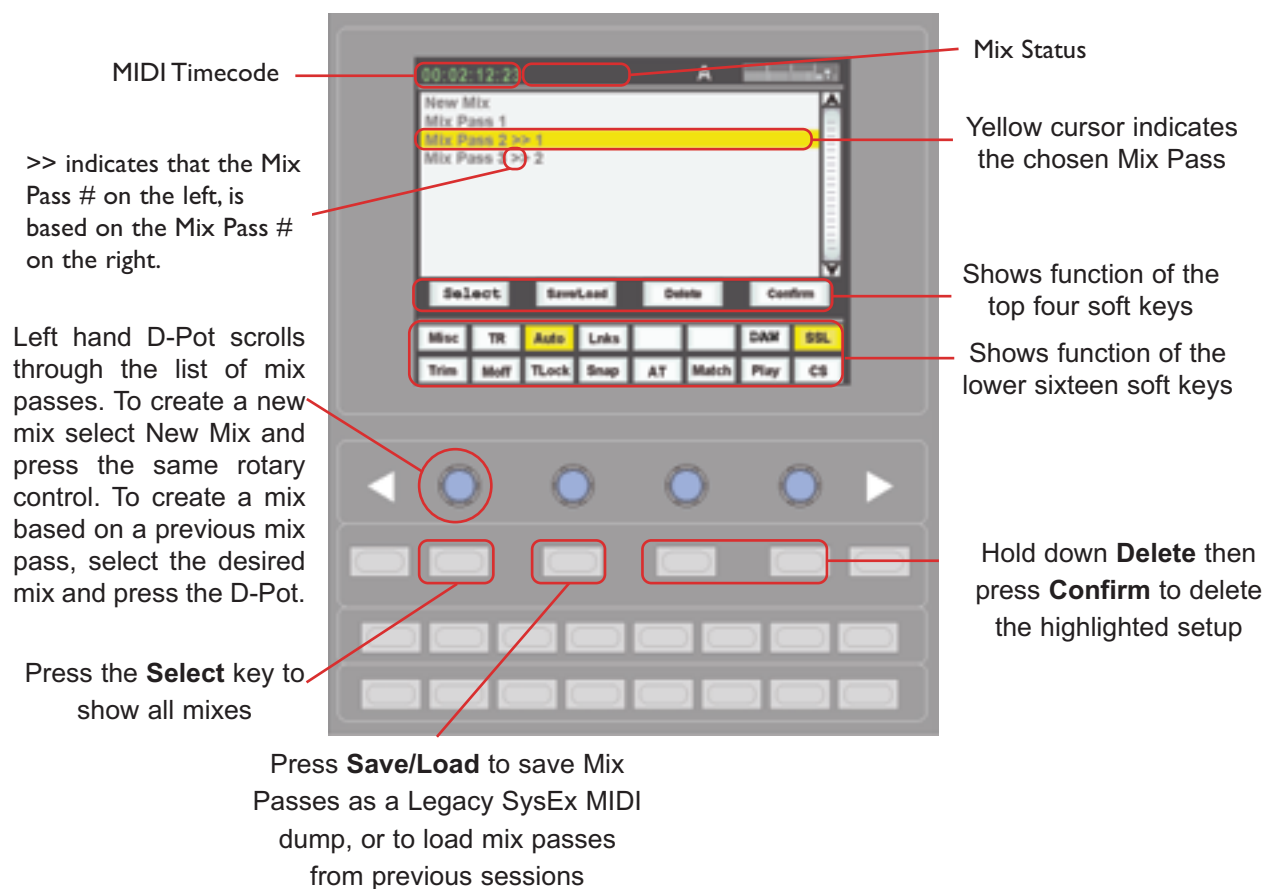 MIDI Timecode
Mix Status
00:02:12:23
A
New Mix
Mix Pass 1
Mix Pass 2 >> 1
Mix Pass 3 >> 2
Yellow cursor indicates
the chosen Mix Pass
>> indicates that the Mix
Pass # on the left, is
based on the Mix Pass #
on the right.
Select Save/Load Delete Confirm
Shows function of the
top four soft keys
Misc TR Auto Lnks DAW SSL
Trim Moff TLock Snap AT Match Play CS
Shows function of the
lower sixteen soft keys
Left hand D-Pot scrolls
through the list of mix
passes. To create a new
mix select New Mix and
press the same rotary
control. To create a mix
based on a previous mix
pass, select the desired
mix and press the D-Pot.
Hold down Delete then
press Confirm to delete
the highlighted setup
Press the Select key to
show all mixes
Press Save/Load to save Mix
Passes as a Legacy SysEx MIDI
dump, or to load mix passes
from previous sessions